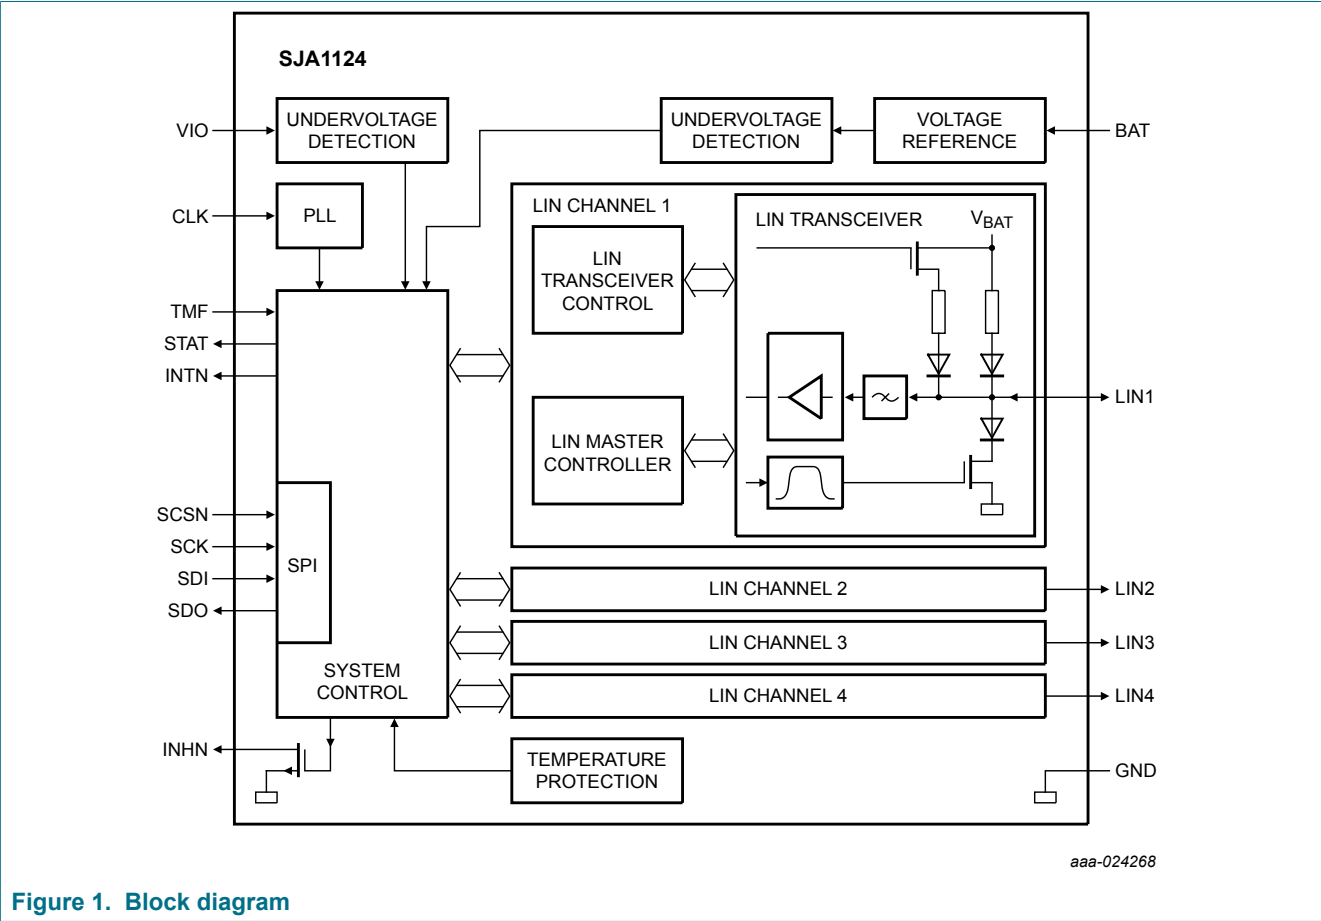 SJA1124
VIO
UNDERVOLTAGE
DETECTION
UNDERVOLTAGE
DETECTION
VOLTAGE
REFERENCE
BAT
CLK
PLL
LIN CHANNEL 1
LIN TRANSCEIVER
VBAT
LIN
TRANSCEIVER
CONTROL
TMF
STAT
INTN
LIN1
LIN MASTER
CONTROLLER
SCSN
SCK
SDI
SDO
SPI
LIN CHANNEL 2
LIN2
LIN CHANNEL 3
LIN3
SYSTEM
CONTROL
LIN CHANNEL 4
LIN4
INHN
TEMPERATURE
PROTECTION
GND
aaa-024268
Figure 1. Block diagram